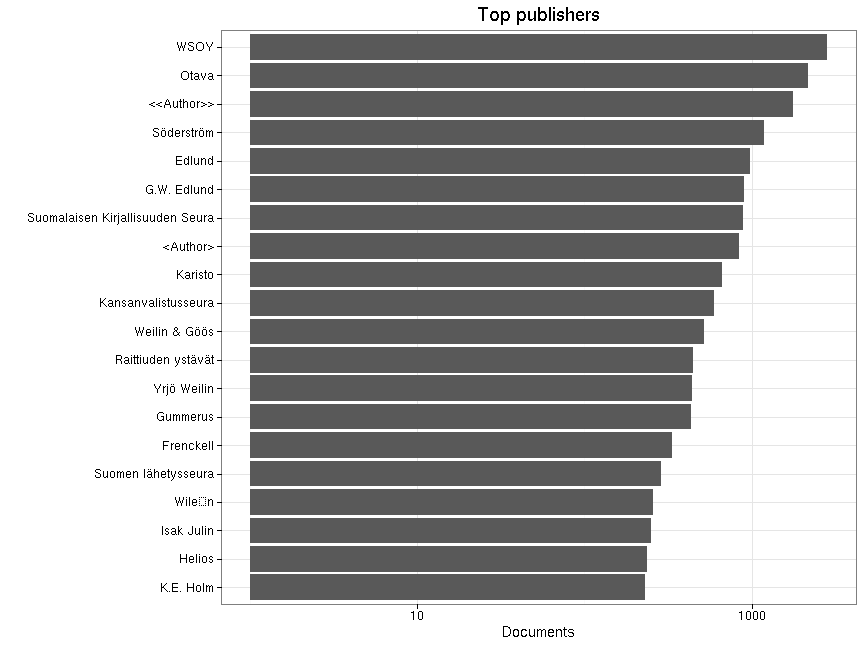 Top publishers
WSOY
Otava
<<Author>>
Söderström
Edlund
G.W. Edlund
Suomalaisen Kirjallisuuden Seura
<Author>
Karisto
Kansanvalistusseura
Weilin & Göös
Raittiuden ystävät
Yrjö Weilin
Gummerus
Frenckell
Suomen lähetysseura
Isak Julin
Helios
K.E. Holm
10 1000
Documents